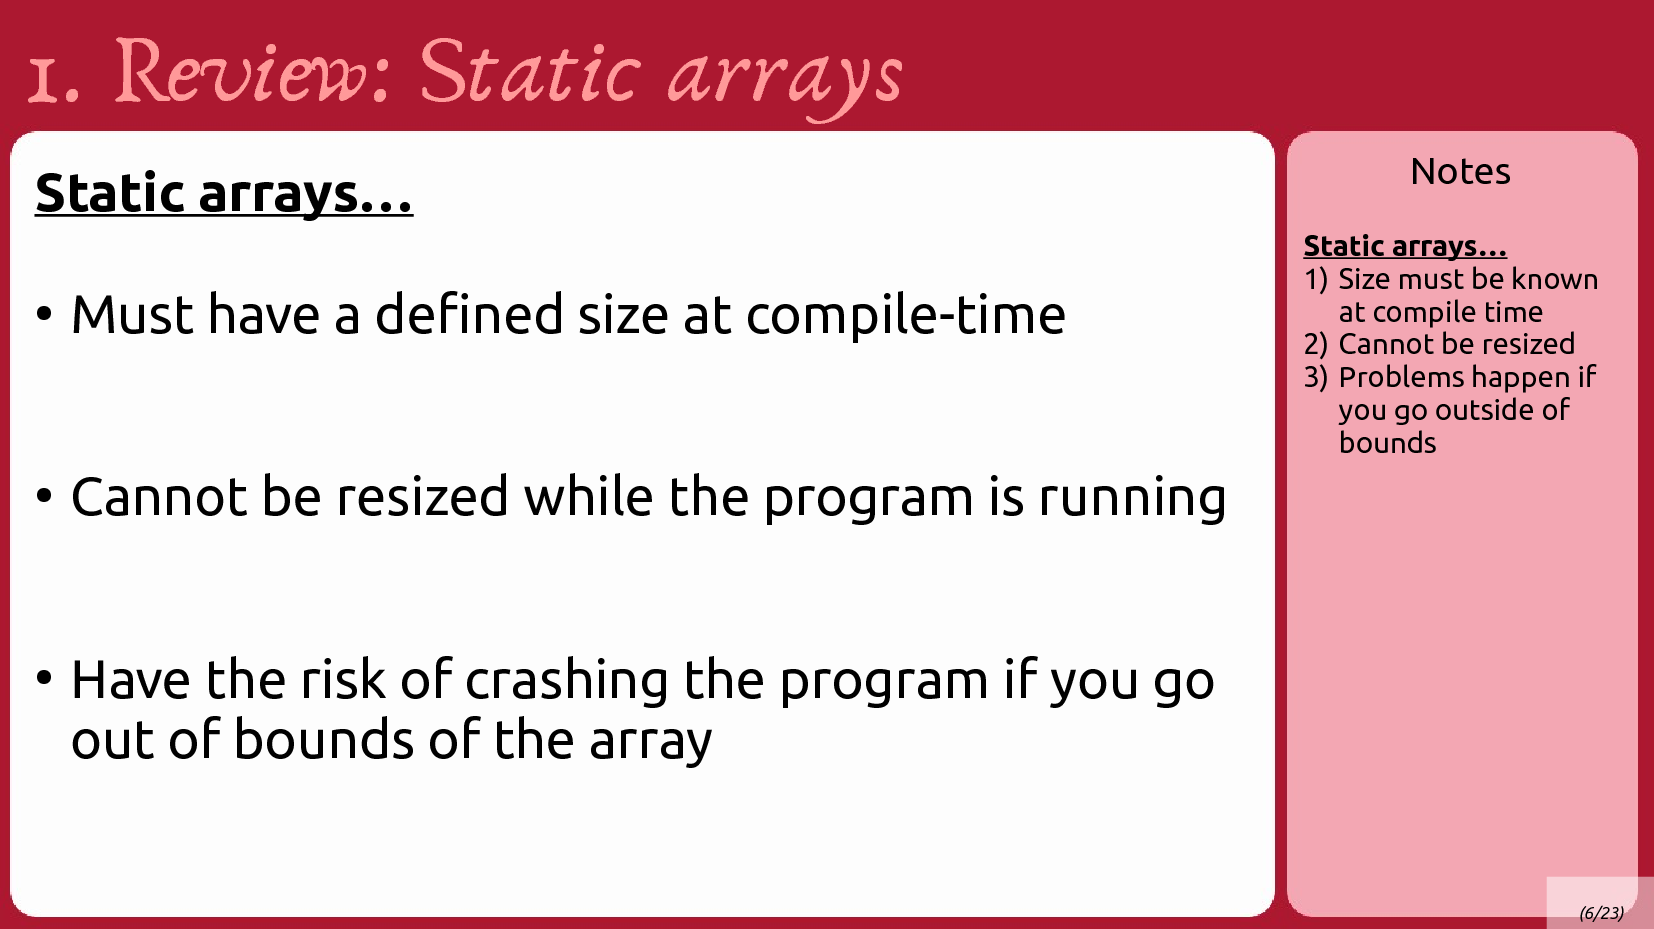 1. Review: Static arrays
Static arrays…
• Must have a defined size at compile-time
• Cannot be resized while the program is running
• Have the risk of crashing the program if you go
out of bounds of the array
Notes
Static arrays…
1) Size must be known
at compile time
2) Cannot be resized
3) Problems happen if
you go outside of
bounds
(6/23)